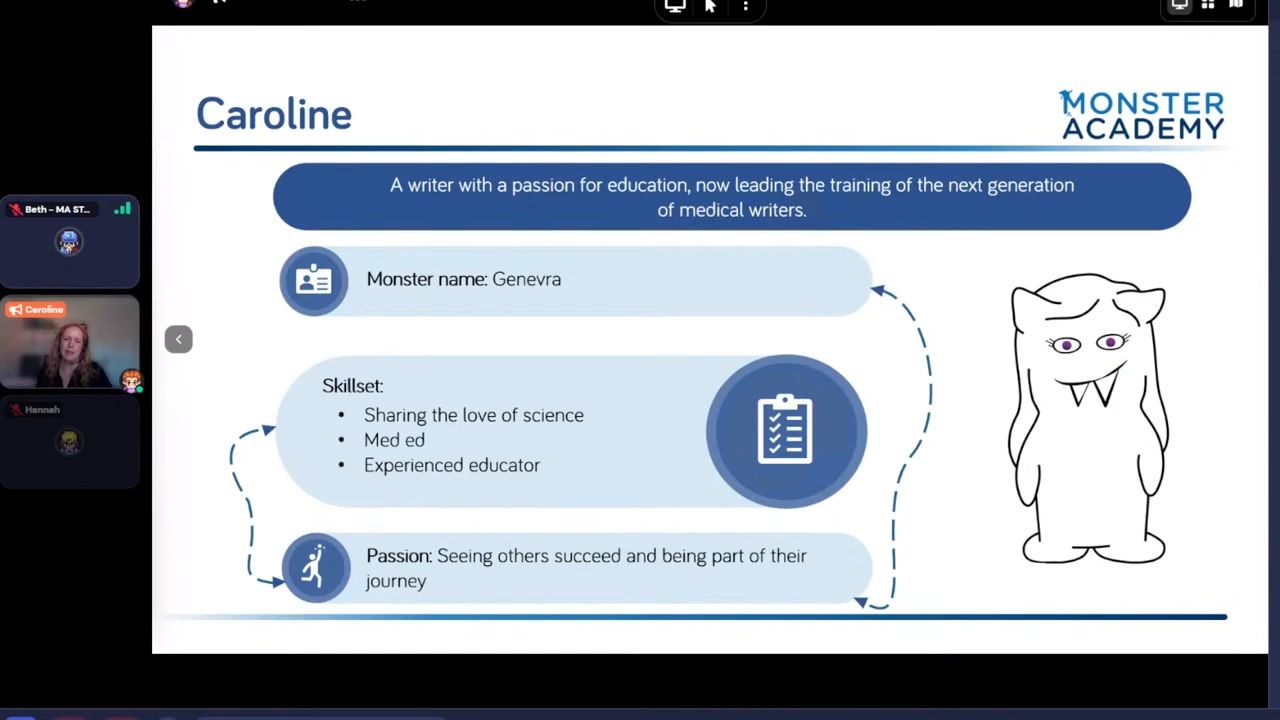 Caroline
MONSTER
ACADEMY
A writer with a passion for education, now leading the training of the next generation
of medical writers.
Beth – MA ST...
Monster name: Genevra
Caroline
Skillset:
• Sharing the love of science
• Med ed
• Experienced educator
Hannah
Passion: Seeing others succeed and being part of their
journey